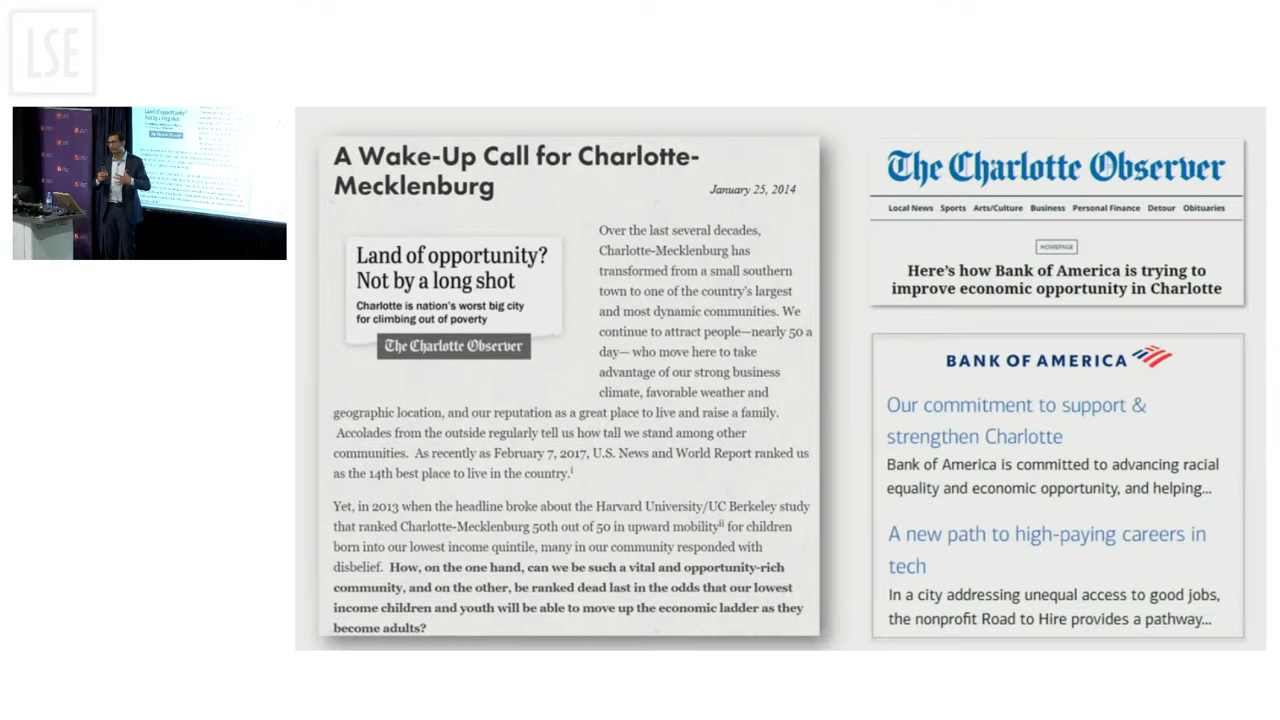 LSE
Land of opportunity?
Not by a long shot
A Wake-Up Call for Charlotte-
Mecklenburg
January 25, 2014
Land of opportunity?
Not by a long shot
Charlotte is nation's worst big city
for climbing out of poverty
The Charlotte Observer
Over the last several decades,
Charlotte-Mecklenburg has
transformed from a small southern
town to one of the country's largest
and most dynamic communities. We
continue to attract people—nearly 50 a
day— who move here to take
advantage of our strong business
climate, favorable weather and
geographic location, and our reputation as a great place to live and raise a family.
Accolades from the outside regularly tell us how tall we stand among other
communities. As recently as February 7, 2017, U.S. News and World Report ranked us
as the 14th best place to live in the country.i
Yet, in 2013 when the headline broke about the Harvard University/UC Berkeley study
that ranked Charlotte-Mecklenburg 50th out of 50 in upward mobilityii for children
born into our lowest income quintile, many in our community responded with
disbelief. How, on the one hand, can we be such a vital and opportunity-rich
community, and on the other, be ranked dead last in the odds that our lowest
income children and youth will be able to move up the economic ladder as they
become adults?
The Charlotte Observer
Local News Sports Arts/Culture Business Personal Finance Detour Obituaries
HOMEPAGE
Here's how Bank of America is trying to
improve economic opportunity in Charlotte
BANK OF AMERICA
Our commitment to support &
strengthen Charlotte
Bank of America is committed to advancing racial
equality and economic opportunity, and helping...
A new path to high-paying careers in
tech
In a city addressing unequal access to good jobs,
the nonprofit Road to Hire provides a pathway...